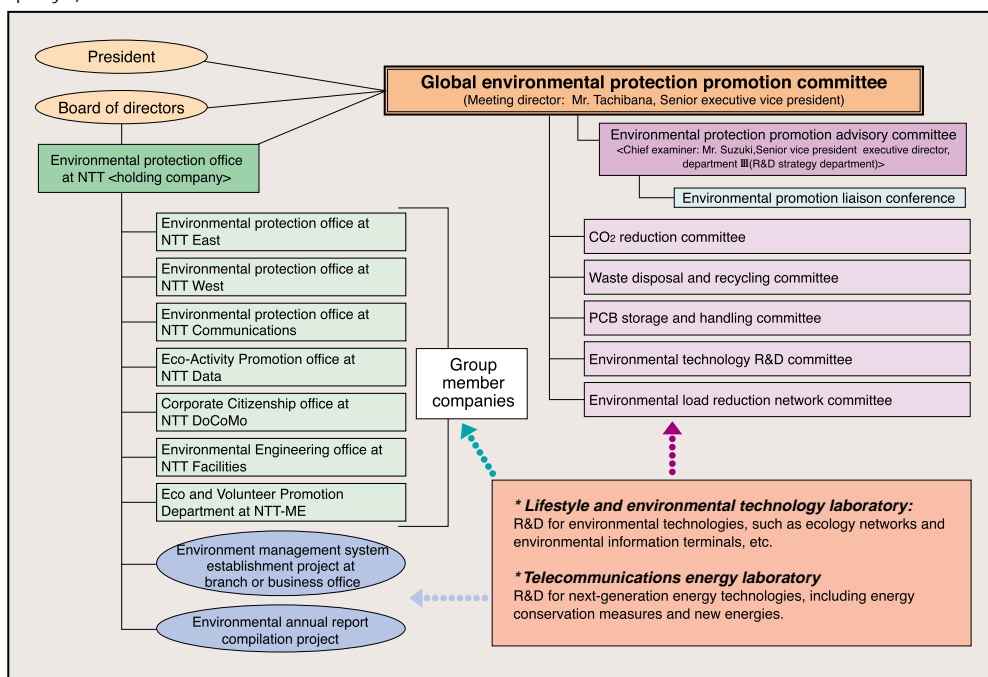 President
Board of directors
Environmental protection office
at NTT <holding company>
Global environmental protection promotion committee
(Meeting director: Mr. Tachibana, Senior executive vice president)
Environmental protection promotion advisory committee
<Chief examiner: Mr. Suzuki,Senior vice president executive director,
department Ⅲ(R&D strategy department)>
Environmental promotion liaison conference
CO2 reduction committee
Waste disposal and recycling committee
PCB storage and handling committee
Environmental technology R&D committee
Environmental load reduction network committee
Environmental protection office at
NTT East
Environmental protection office at
NTT West
Environmental protection office at
NTT Communications
Eco-Activity Promotion office at
NTT Data
Corporate Citizenship office at
NTT DoCoMo
Environmental Engineering office at
NTT Facilities
Eco and Volunteer Promotion
Department at NTT-ME
Group
member
companies
Environment management system
establishment project at
branch or business office
Environmental annual report
compilation project
* Lifestyle and environmental technology laboratory:
R&D for environmental technologies, such as ecology networks and
environmental information terminals, etc.
* Telecommunications energy laboratory
R&D for next-generation energy technologies, including energy
conservation measures and new energies.